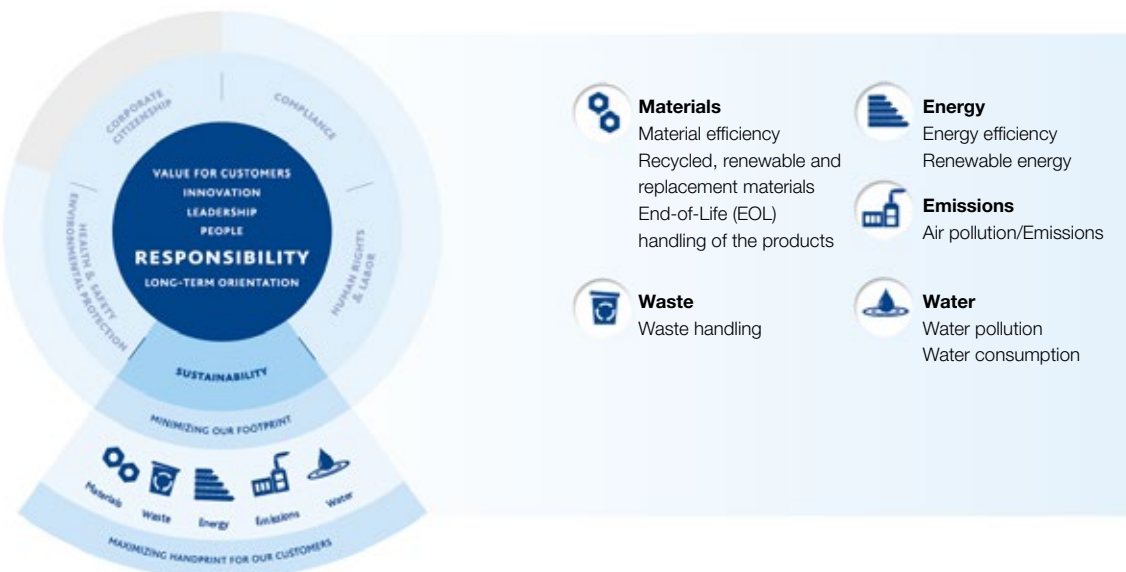 CORPORATE
CITIZENSHIP
COMPLIANCE
VALUE FOR CUSTOMERS
INNOVATION
LEADERSHIP
PEOPLE
RESPONSIBILITY
LONG-TERM ORIENTATION
HEALTH & SAFETY
ENVIRONMENTAL PROTECTION
HUMAN RIGHTS
& LABOR
SUSTAINABILITY
MINIMIZING OUR FOOTPRINT
Materials
Waste
Energy
Emissions
Water
MAXIMIZING HANDPRINT FOR OUR CUSTOMERS
Materials
Material efficiency
Recycled, renewable and
replacement materials
End-of-Life (EOL)
handling of the products
Waste
Waste handling
Energy
Energy efficiency
Renewable energy
Emissions
Air pollution/Emissions
Water
Water pollution
Water consumption